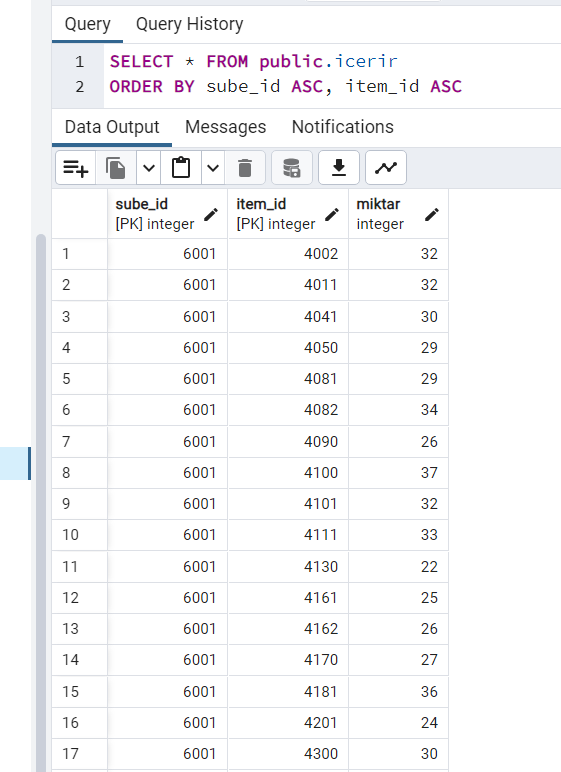 Query Query History
1 SELECT * FROM public.icerir
2 ORDER BY sube_id ASC, item_id ASC
Data Output Messages Notifications
sube_id item_id miktar
[PK] integer [PK] integer integer
1 6001 4002 32
2 6001 4011 32
3 6001 4041 30
4 6001 4050 29
5 6001 4081 29
6 6001 4082 34
7 6001 4090 26
8 6001 4100 37
9 6001 4101 32
10 6001 4111 33
11 6001 4130 22
12 6001 4161 25
13 6001 4162 26
14 6001 4170 27
15 6001 4181 36
16 6001 4201 24
17 6001 4300 30